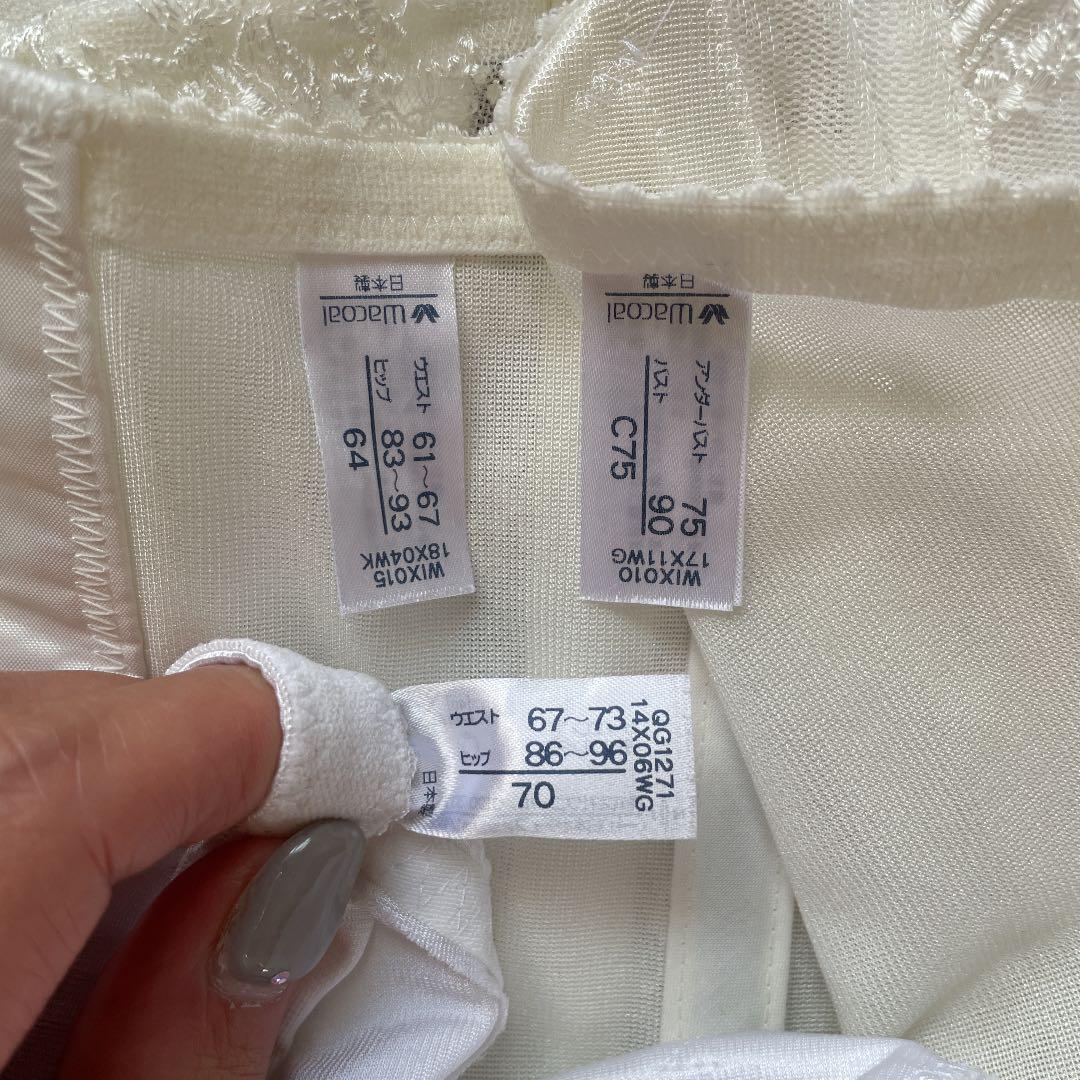 日本製
Wacoal
ウエスト 61~67
ヒップ 83~93
64
WIX015
18X04WK
日本製
Wacoal
アンダーバスト 75
バスト 90
C75
WIX010
17X11WG
ウエスト 67~73
ヒップ 86~96
70
日本製
QG1271
14X06WG